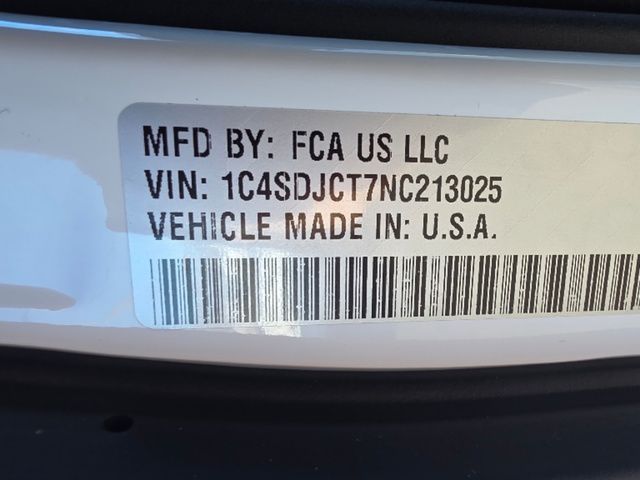 MFD BY: FCA US LLC
VIN: 1C4SDJCT7NC213025
VEHICLE MADE IN: U.S.A.